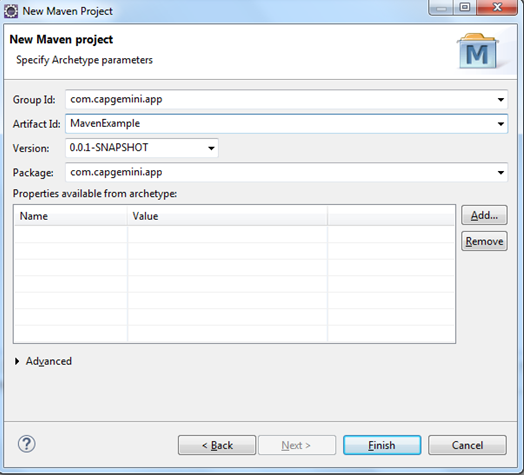 New Maven Project
New Maven project
Specify Archetype parameters
M
Group Id: com.capgemini.app
Artifact Id: MavenExample
Version: 0.0.1-SNAPSHOT
Package: com.capgemini.app
Properties available from archetype:
Name Value
Add...
Remove
Advanced
? < Back Next > Finish Cancel